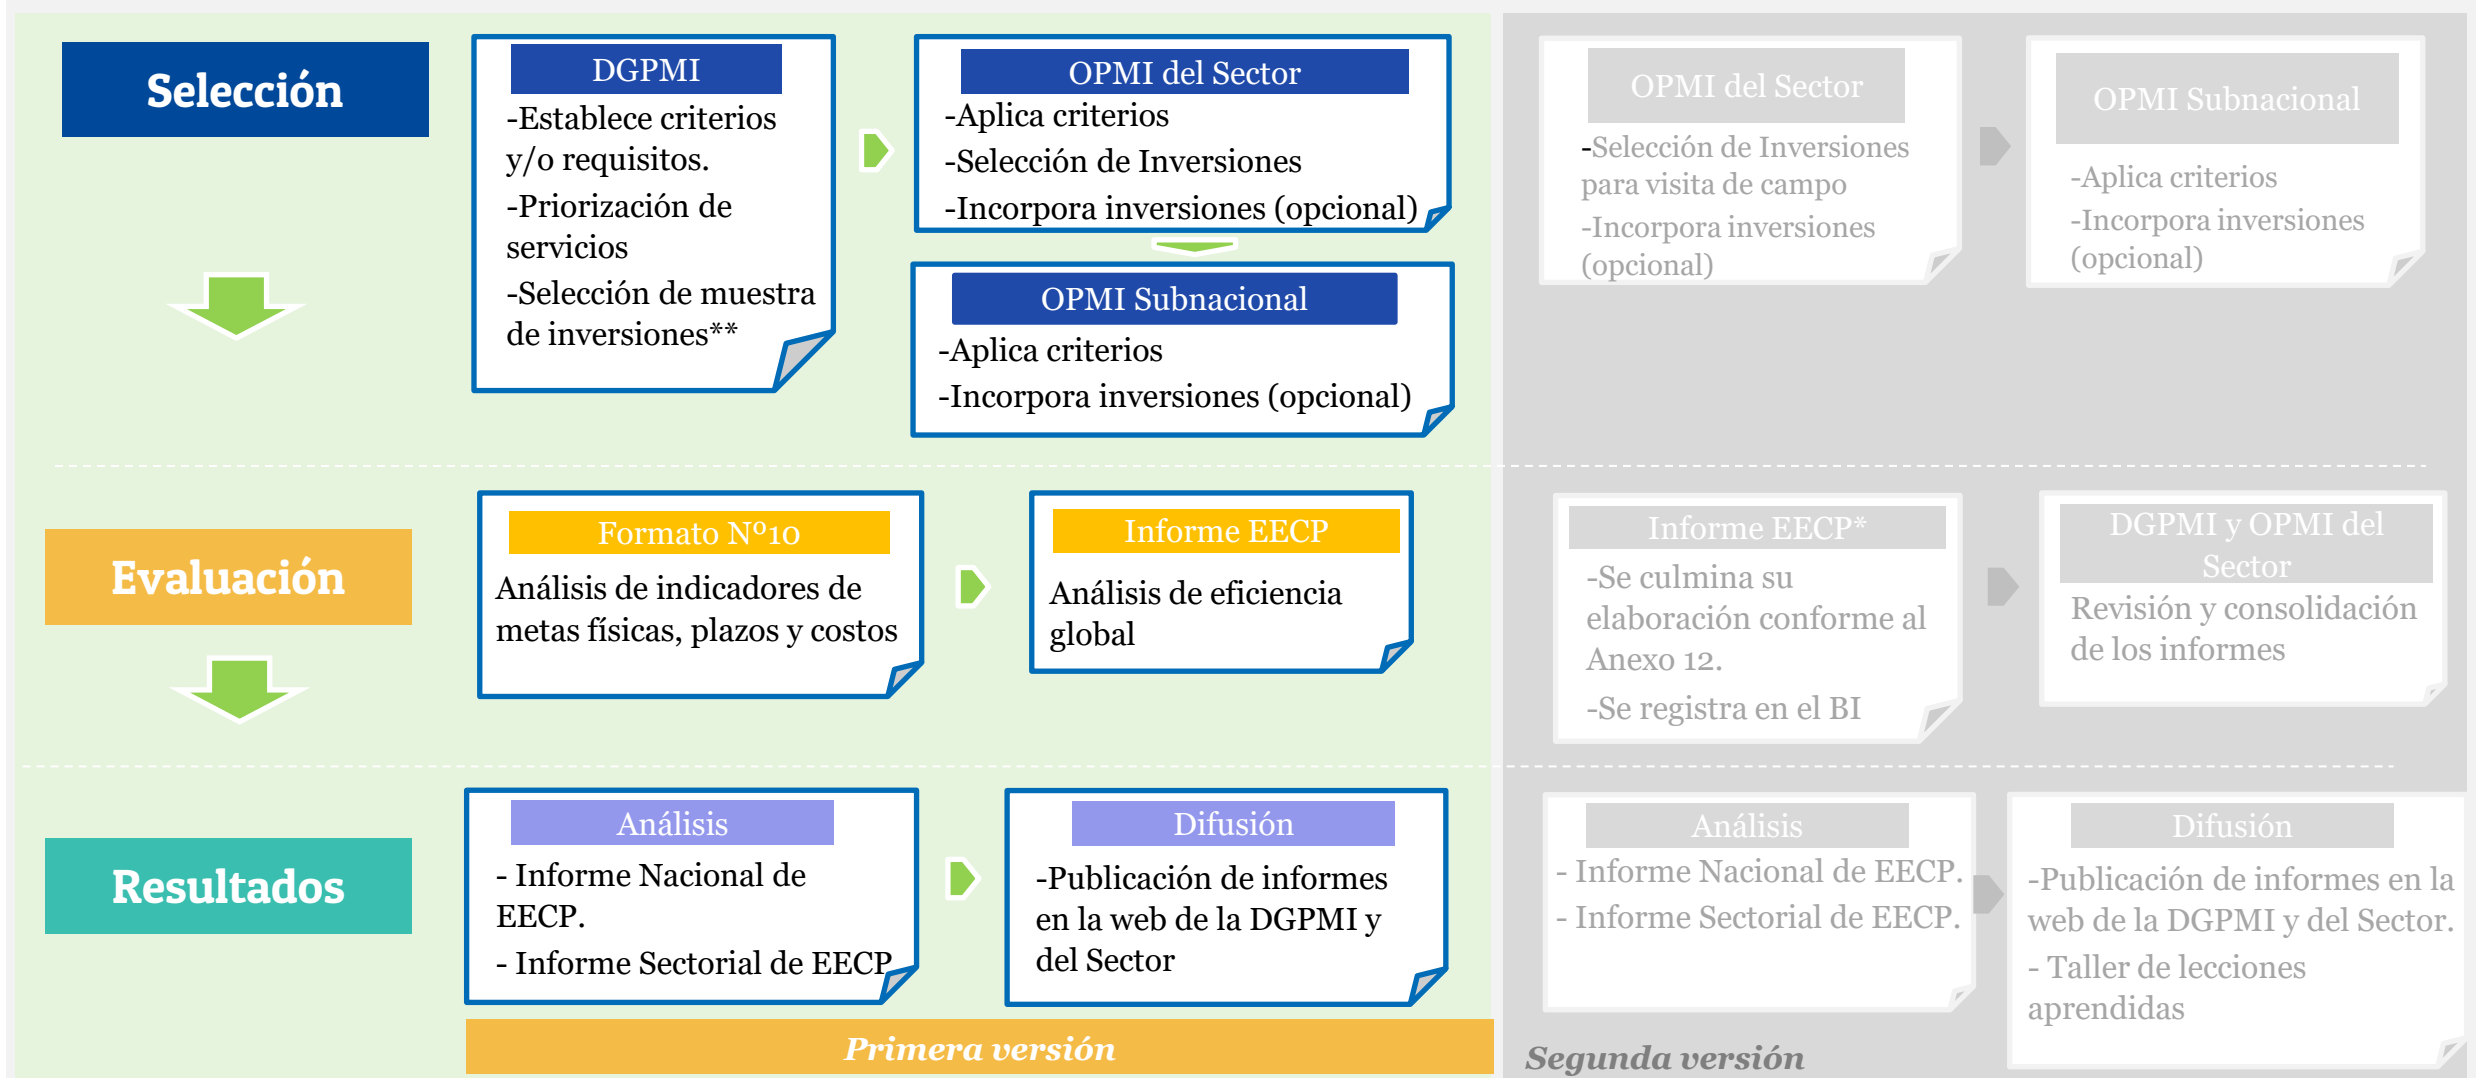 Selección
DGPMI
-Establece criterios
y/o requisitos.
-Priorización de
servicios
-Selección de muestra
de inversiones**
OPMI del Sector
-Aplica criterios
-Selección de Inversiones
-Incorpora inversiones (opcional)
OPMI Subnacional
-Aplica criterios
-Incorpora inversiones (opcional)
OPMI del Sector
-Selección de Inversiones
para visita de campo
-Incorpora inversiones
(opcional)
OPMI Subnacional
-Aplica criterios
-Incorpora inversiones
(opcional)
Evaluación
Formato Nº10
Análisis de indicadores de
metas físicas, plazos y costos
Informe EECP
Análisis de eficiencia
global
Informe EECP*
-Se culmina su
elaboración conforme al
Anexo 12.
-Se registra en el BI
DGPMI y OPMI del
Sector
Revisión y consolidación
de los informes
Resultados
Análisis
- Informe Nacional de
EECP.
- Informe Sectorial de EECP
Difusión
-Publicación de informes
en la web de la DGPMI y
del Sector
Análisis
- Informe Nacional de EECP.
- Informe Sectorial de EECP.
Difusión
-Publicación de informes en la
web de la DGPMI y del Sector.
- Taller de lecciones
aprendidas
Primera versión
Segunda versión